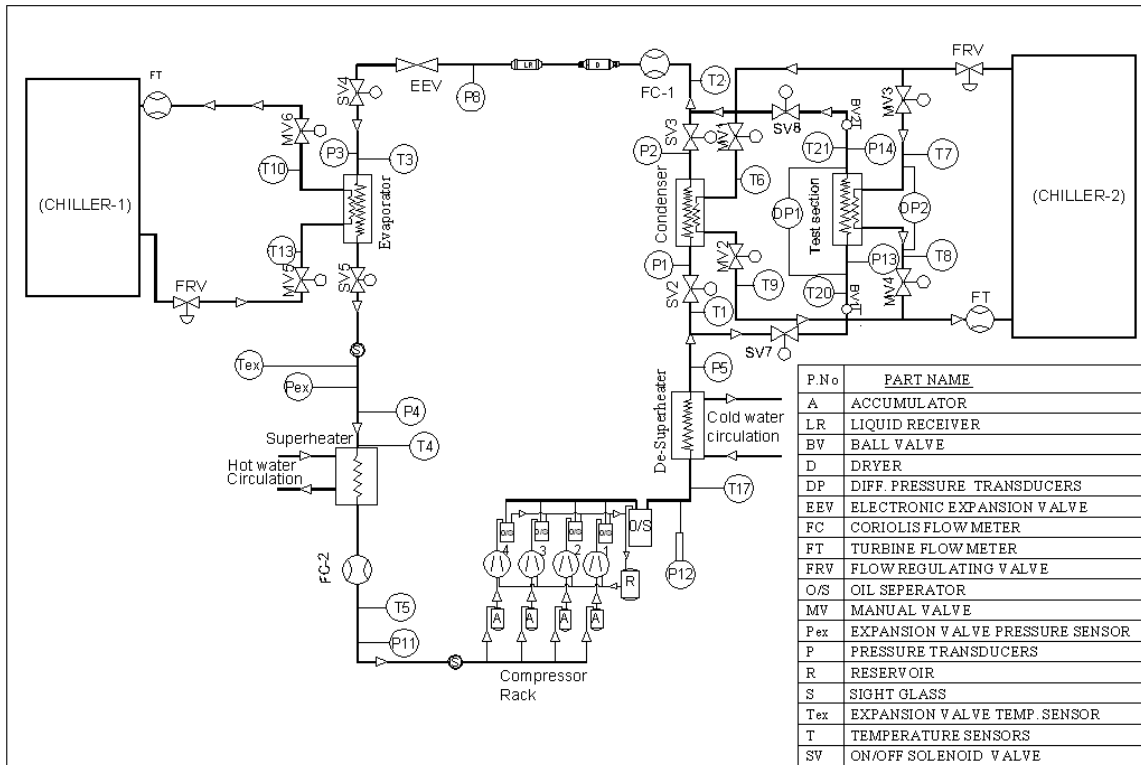 FT
(CHILLER-1)
T10
MV6
T13
MV5
FRV
SV4
P3
T3
Evaporator
SV5
EEV
P8
LR
D
FC-1
T2
SV3
P2
Condenser
P1
SV2
T1
MV1
T6
MV2
T9
SV8
BV2
T21
P14
DP1
Test section
P13
T20
BV1
SV7
MV3
T7
DP2
T8
MV4
FRV
FT
(CHILLER-2)
Tex
Pex
P4
T4
Superheater
Hot water
Circulation
FC-2
T5
P11
S
S
Compressor
Rack
O/S
O/S
O/S
O/S
4
3
2
1
A
A
A
A
O/S
R
P12
T17
De-Superheater
Cold water
circulation
P5
P.No PART NAME
A ACCUMULATOR
LR LIQUID RECEIVER
BV BALL VALVE
D DRYER
DP DIFF. PRESSURE TRANSDUCERS
EEV ELECTRONIC EXPANSION VALVE
FC CORIOLIS FLOW METER
FT TURBINE FLOW METER
FRV FLOW REGULATING VALVE
O/S OIL SEPERATOR
MV MANUAL VALVE
Pex EXPANSION VALVE PRESSURE SENSOR
P PRESSURE TRANSDUCERS
R RESERVOIR
S SIGHT GLASS
Tex EXPANSION VALVE TEMP. SENSOR
T TEMPERATURE SENSORS
SV ON/OFF SOLENOID VALVE